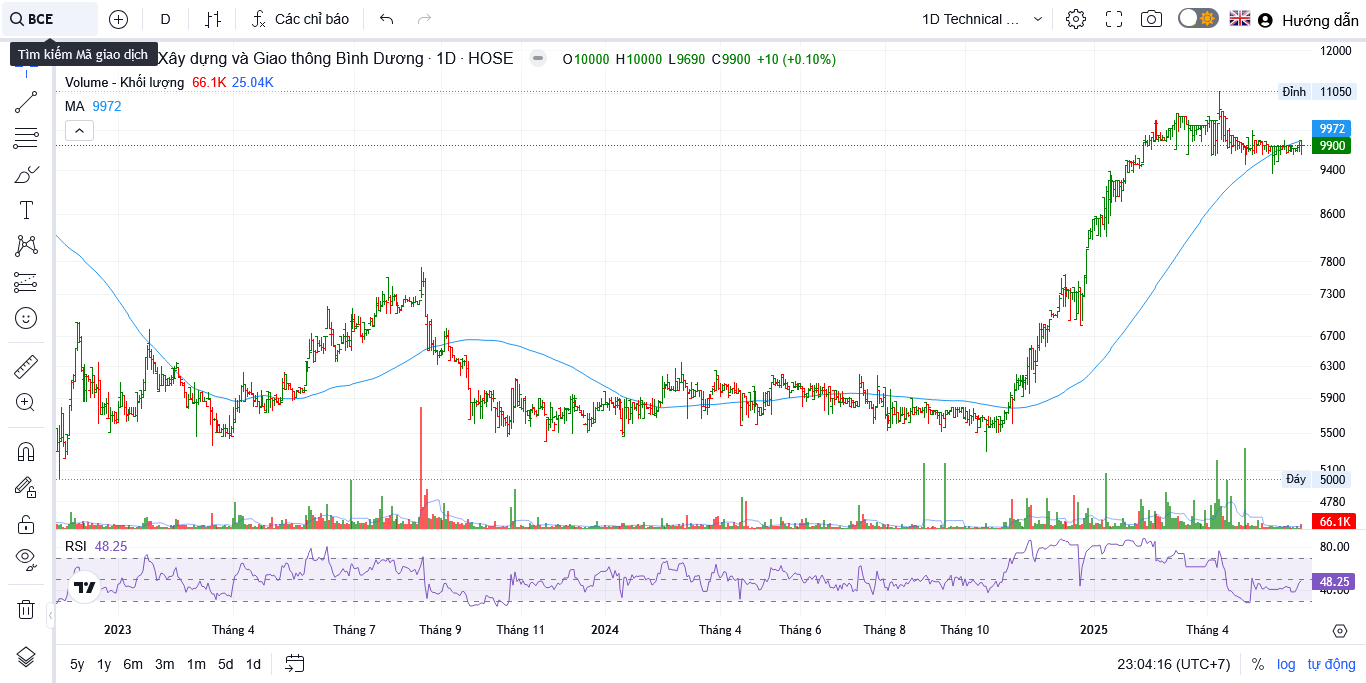 BCE
D
Các chỉ báo
1D Technical ...
Hướng dẫn
Tìm kiếm Mã giao dịch
Xây dựng và Giao thông Bình Dương · 1D · HOSE
O10000 H10000 L9690 C9900 +10 (+0.10%)
Volume - Khối lượng 66.1K 25.04K
MA 9972
12000
Đỉnh 11050
9972
9900
9400
8600
7800
7300
6700
6300
5900
5500
5100
Đáy 5000
4780
66.1K
RSI 48.25
80.00
48.25
40.00
2023 Tháng 4 Tháng 7 Tháng 9 Tháng 11 2024 Tháng 4 Tháng 6 Tháng 8 Tháng 10 2025 Tháng 4
5y 1y 6m 3m 1m 5d 1d
23:04:16 (UTC+7) % log tự động